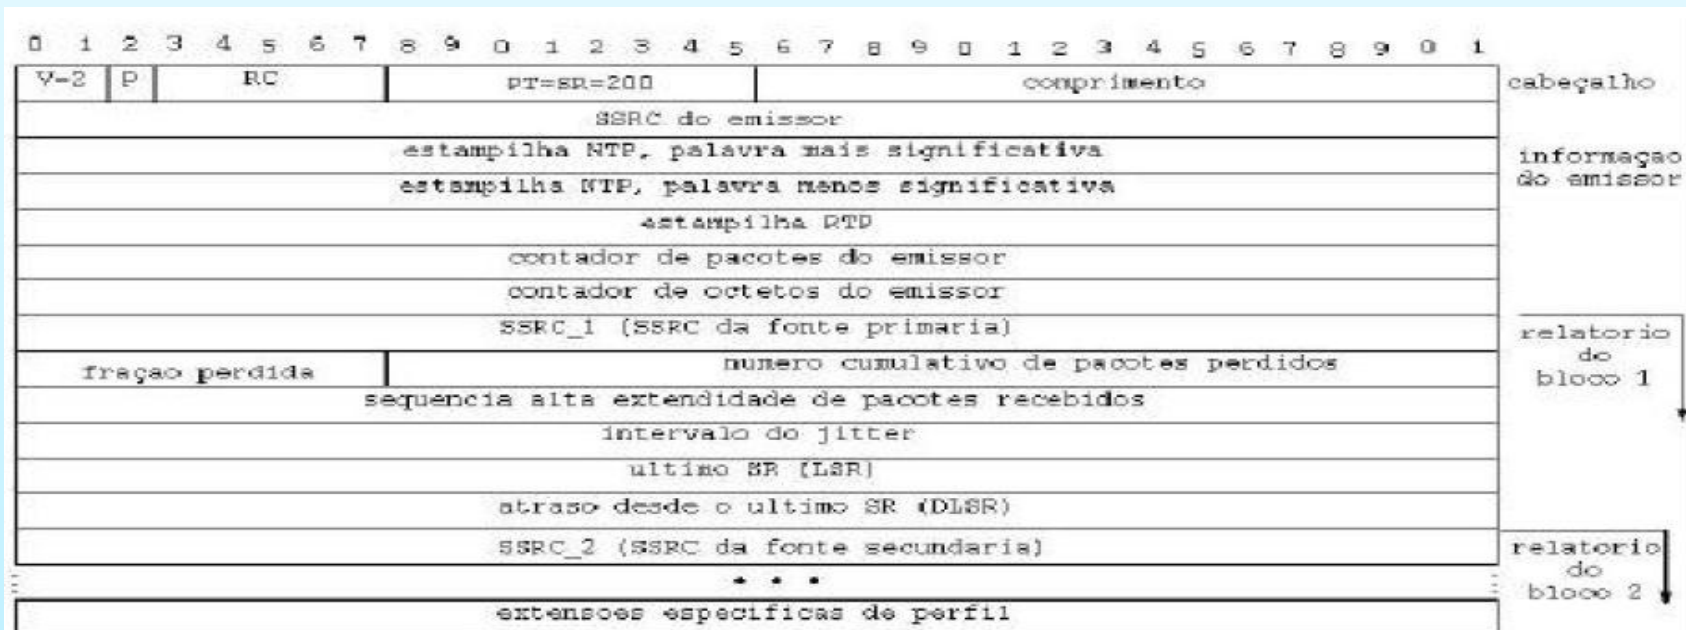 0 1 2 3 4 5 6 7 8 9 0 1 2 3 4 5 6 7 8 9 0 1 2 3 4 5 6 7 8 9 0 1
V=2 P RC PT=SR=200 comprimento cabeçalho
SSRC do emissor
estampilha NTP, palavra mais significativa
informaçao
do emissor
estampilha NTP, palavra menos significativa
estampilha RTP
contador de pacotes do emissor
contador de octetos do emissor
SSRC_1 (SSRC da fonte primaria)
relatorio
do
bloco 1
fraçao perdida numero cumulativo de pacotes perdidos
sequencia alta extendidade de pacotes recebidos
intervalo do jitter
ultimo SR (LSR)
atraso desde o ultimo SR (DLSR)
SSRC_2 (SSRC da fonte secundaria)
relatorio
do
bloco 2
...
extensoes especificas de perfil